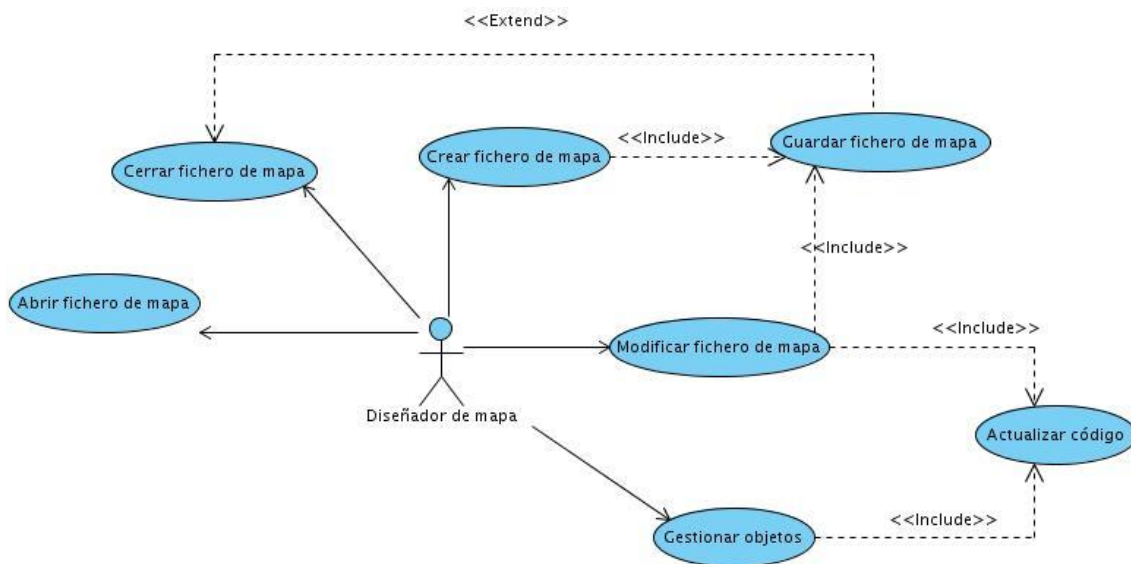 <<Extend>>
Cerrar fichero de mapa
Crear fichero de mapa
<<Include>>
Guardar fichero de mapa
<<Include>>
Abrir fichero de mapa
Modificar fichero de mapa
<<Include>>
Diseñador de mapa
Actualizar código
Gestionar objetos
<<Include>>